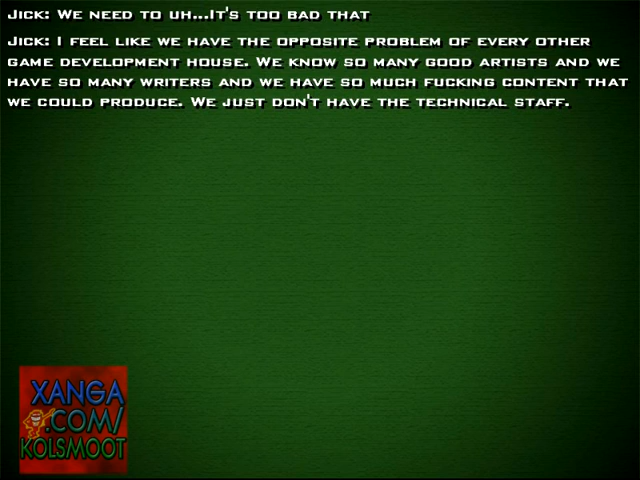 Jick: We need to uh...It's too bad that
Jick: I feel like we have the opposite problem of every other
game development house. We know so many good artists and we
have so many writers and we have so much fucking content that
we could produce. We just don't have the technical staff.
XANGA
.COM/
KOLSMOOT